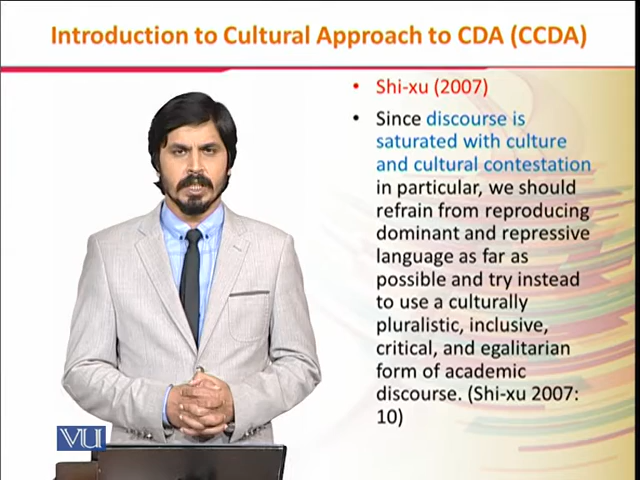 Introduction to Cultural Approach to CDA (CCDA)
• Shi-xu (2007)
• Since discourse is
saturated with culture
and cultural contestation
in particular, we should
refrain from reproducing
dominant and repressive
language as far as
possible and try instead
to use a culturally
pluralistic, inclusive,
critical, and egalitarian
form of academic
discourse. (Shi-xu 2007:
10)
VU